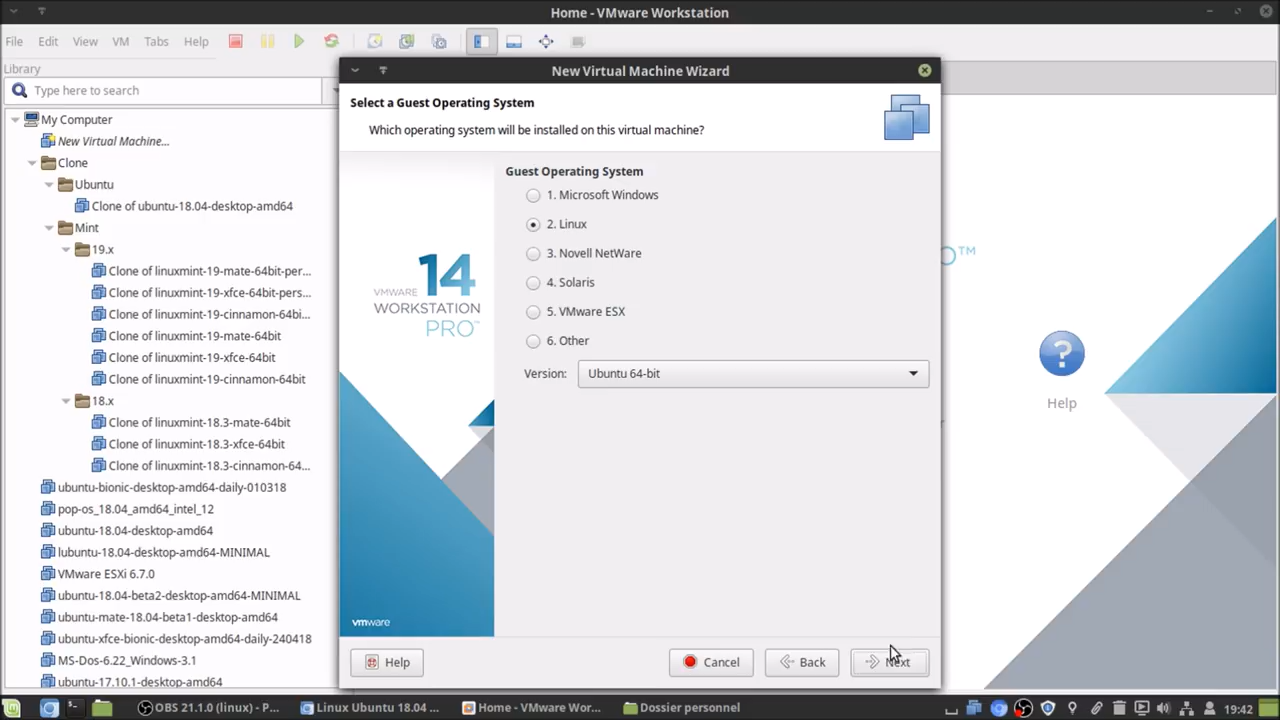 Home - VMware Workstation
File Edit View VM Tabs Help
Library
Type here to search
My Computer
New Virtual Machine...
Clone
Ubuntu
Clone of ubuntu-18.04-desktop-amd64
Mint
19.x
Clone of linuxmint-19-mate-64bit-per...
Clone of linuxmint-19-xfce-64bit-pers...
Clone of linuxmint-19-cinnamon-64bi...
Clone of linuxmint-19-mate-64bit
Clone of linuxmint-19-xfce-64bit
Clone of linuxmint-19-cinnamon-64bit
18.x
Clone of linuxmint-18.3-mate-64bit
Clone of linuxmint-18.3-xfce-64bit
Clone of linuxmint-18.3-cinnamon-64...
ubuntu-bionic-desktop-amd64-daily-010318
pop-os_18.04_amd64_intel_12
ubuntu-18.04-desktop-amd64
lubuntu-18.04-desktop-amd64-MINIMAL
VMware ESXi 6.7.0
ubuntu-18.04-beta2-desktop-amd64-MINIMAL
ubuntu-mate-18.04-beta1-desktop-amd64
ubuntu-xfce-bionic-desktop-amd64-daily-240418
MS-Dos-6.22_Windows-3.1
ubuntu-17.10.1-desktop-amd64
New Virtual Machine Wizard
Select a Guest Operating System
Which operating system will be installed on this virtual machine?
14
VMWARE
WORKSTATION
PRO™
vmware
Guest Operating System
1. Microsoft Windows
2. Linux
3. Novell NetWare
4. Solaris
5. VMware ESX
6. Other
Version: Ubuntu 64-bit
Help Cancel Back Next
O™
Help
OBS 21.1.0 (linux) - P... Linux Ubuntu 18.04 ... Home - VMware Wor... Dossier personnel 19:42